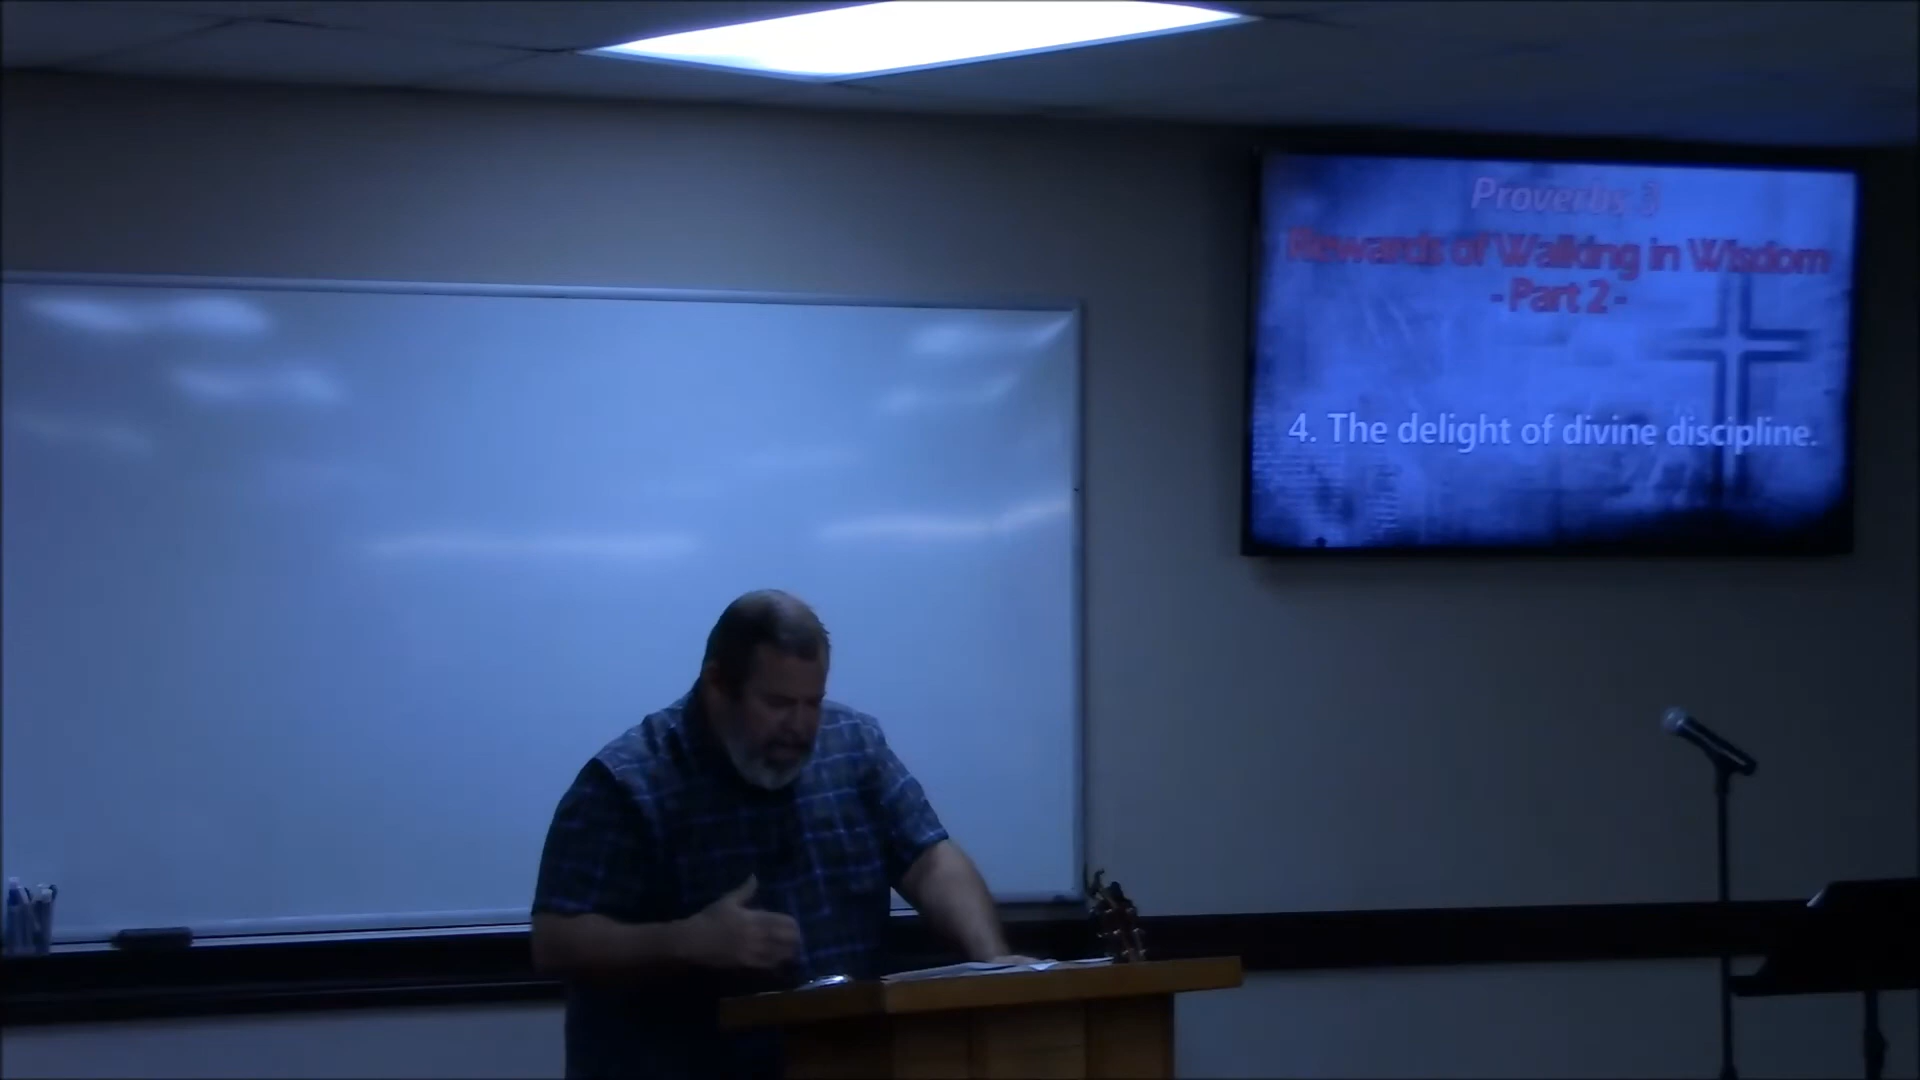 Proverbs 3
Rewards of Walking in Wisdom
- Part 2 -
4. The delight of divine discipline.